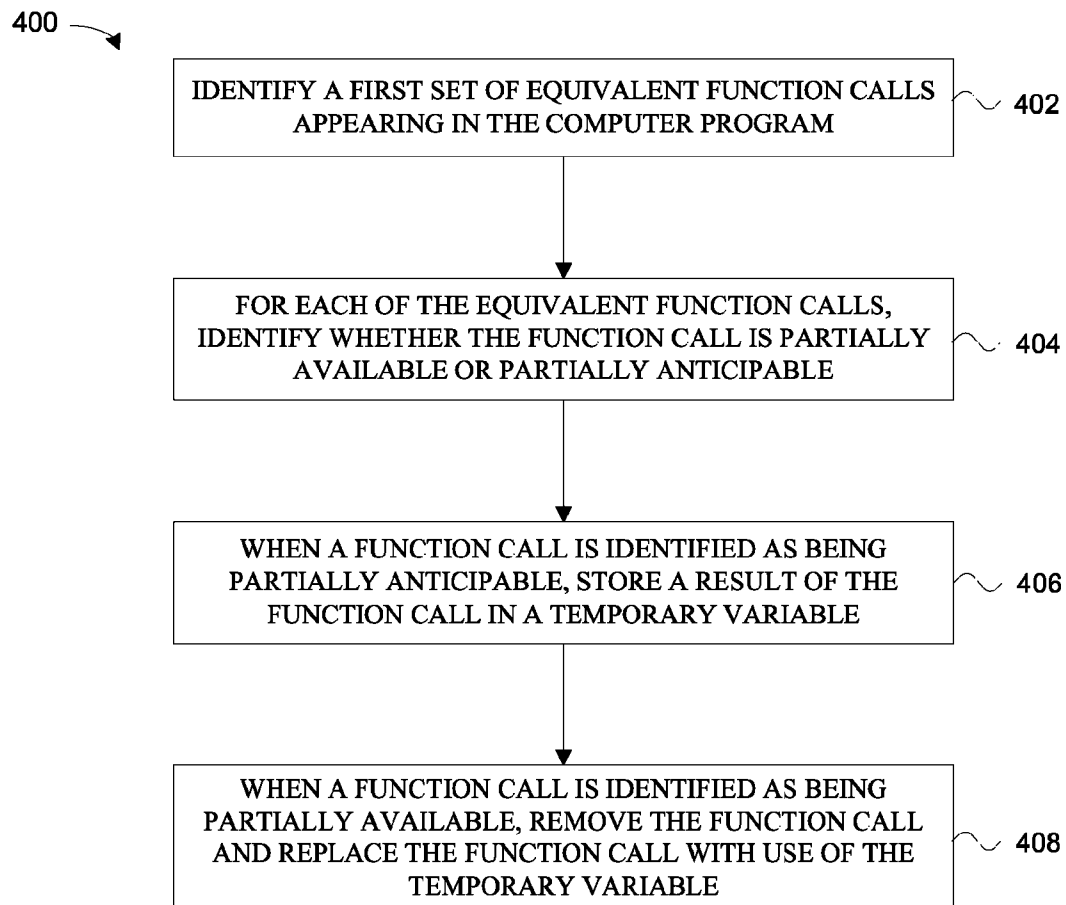 400
IDENTIFY A FIRST SET OF EQUIVALENT FUNCTION CALLS
APPEARING IN THE COMPUTER PROGRAM
402
FOR EACH OF THE EQUIVALENT FUNCTION CALLS,
IDENTIFY WHETHER THE FUNCTION CALL IS PARTIALLY
AVAILABLE OR PARTIALLY ANTICIPABLE
404
WHEN A FUNCTION CALL IS IDENTIFIED AS BEING
PARTIALLY ANTICIPABLE, STORE A RESULT OF THE
FUNCTION CALL IN A TEMPORARY VARIABLE
406
WHEN A FUNCTION CALL IS IDENTIFIED AS BEING
PARTIALLY AVAILABLE, REMOVE THE FUNCTION CALL
AND REPLACE THE FUNCTION CALL WITH USE OF THE
TEMPORARY VARIABLE
408